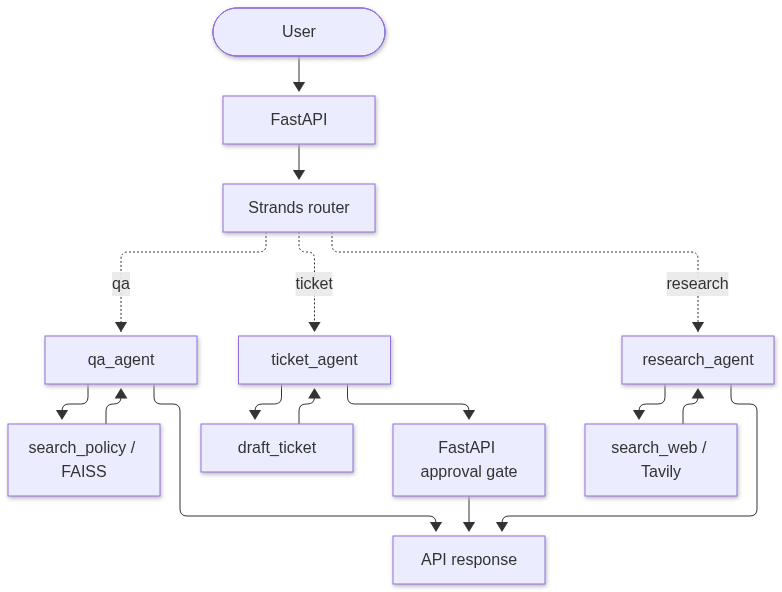 User
FastAPI
Strands router
qa
ticket
research
qa_agent
ticket_agent
research_agent
search_policy /
FAISS
draft_ticket
FastAPI
approval gate
search_web /
Tavily
API response